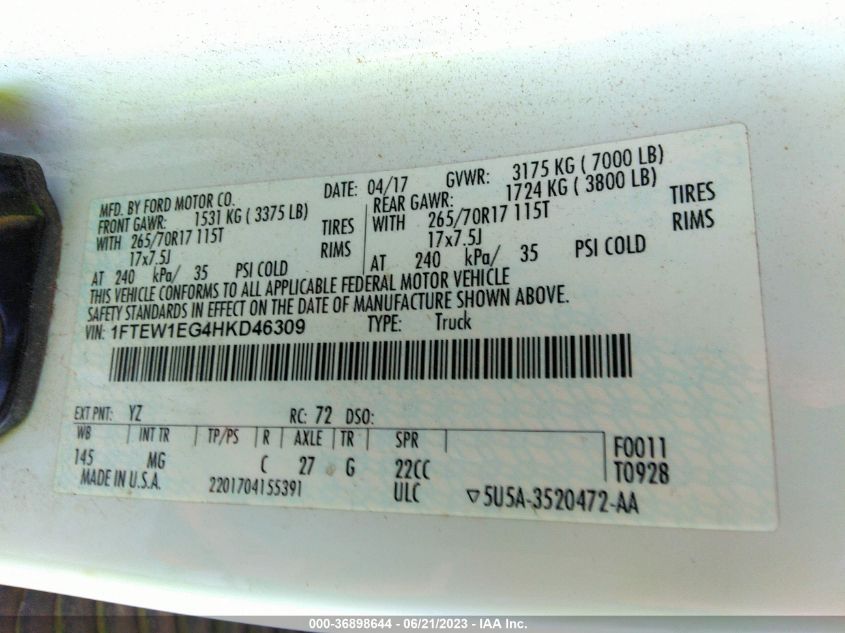 MFD. BY FORD MOTOR CO.
DATE: 04/17 GVWR: 3175 KG ( 7000 LB)
FRONT GAWR: 1531 KG ( 3375 LB)
REAR GAWR: 1724 KG ( 3800 LB)
WITH 265/70R17 115T TIRES
WITH 265/70R17 115T TIRES
17x7.5J RIMS
17x7.5J RIMS
AT 240 kPa/ 35 PSI COLD
AT 240 kPa/ 35 PSI COLD
THIS VEHICLE CONFORMS TO ALL APPLICABLE FEDERAL MOTOR VEHICLE
SAFETY STANDARDS IN EFFECT ON THE DATE OF MANUFACTURE SHOWN ABOVE.
VIN: 1FTEW1EG4HKD46309 TYPE: Truck
EXT PNT: YZ RC: 72 DSO:
WB INT TR TP/PS R AXLE TR SPR
145 MG C 27 G 22CC
F0011
T0928
MADE IN U.S.A. 2201704155391 ULC ▽5U5A-3520472-AA
000-36898644 - 06/21/2023 - IAA Inc.